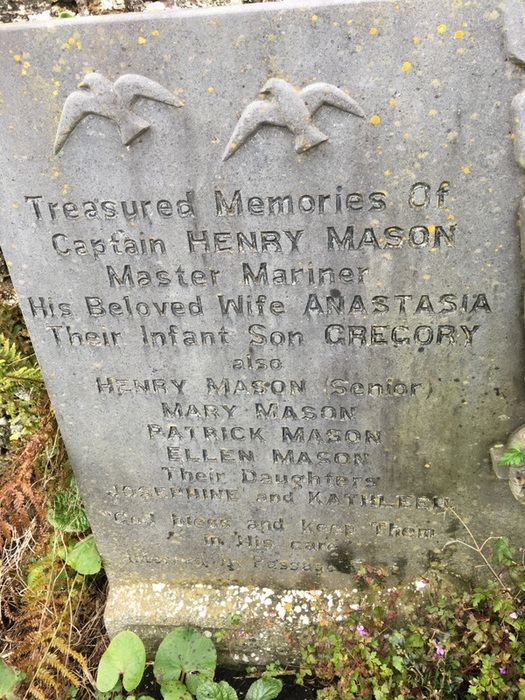 Treasured Memories Of
Captain HENRY MASON
Master Mariner
His Beloved Wife ANASTASIA
Their Infant Son GREGORY
also
HENRY MASON (Senior)
MARY MASON
PATRICK MASON
ELLEN MASON
Their Daughters
JOSEPHINE and KATHLEEN
"God bless and keep Them
in His care
Passage